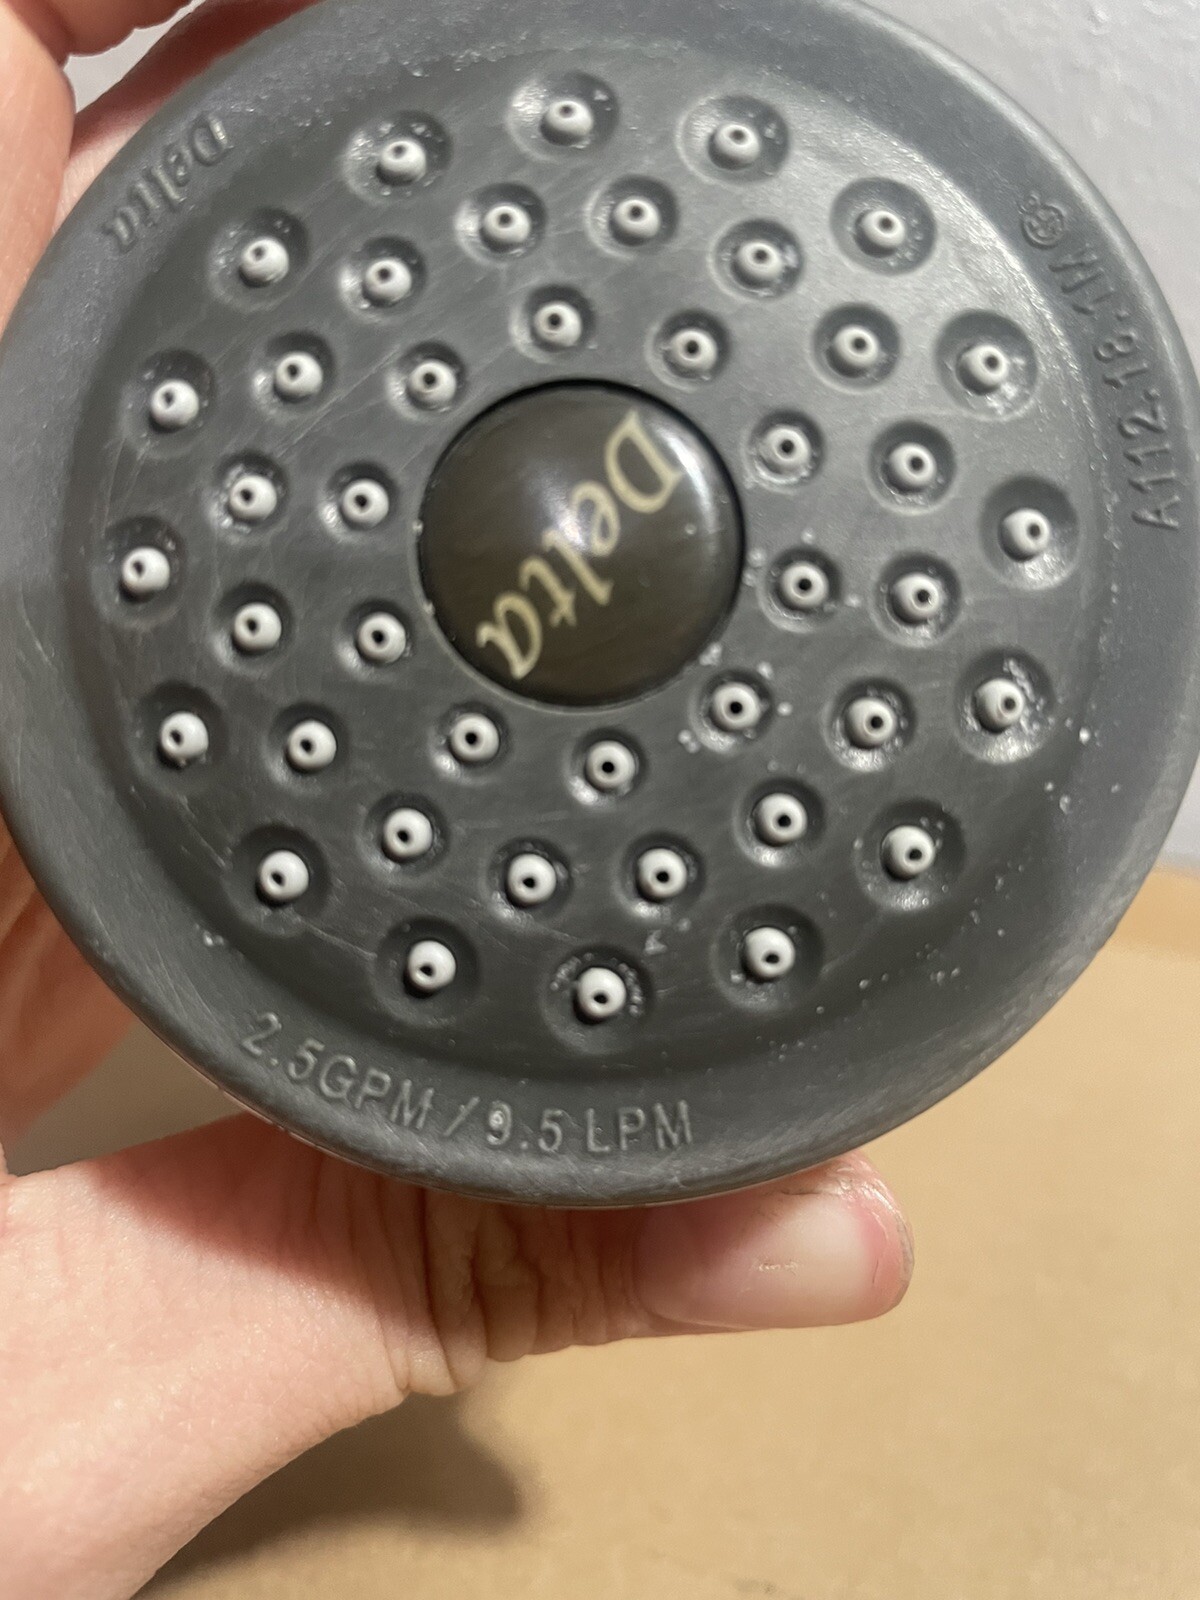 Delta
A112.18.1M
Delta
2.5GPM / 9.5 LPM